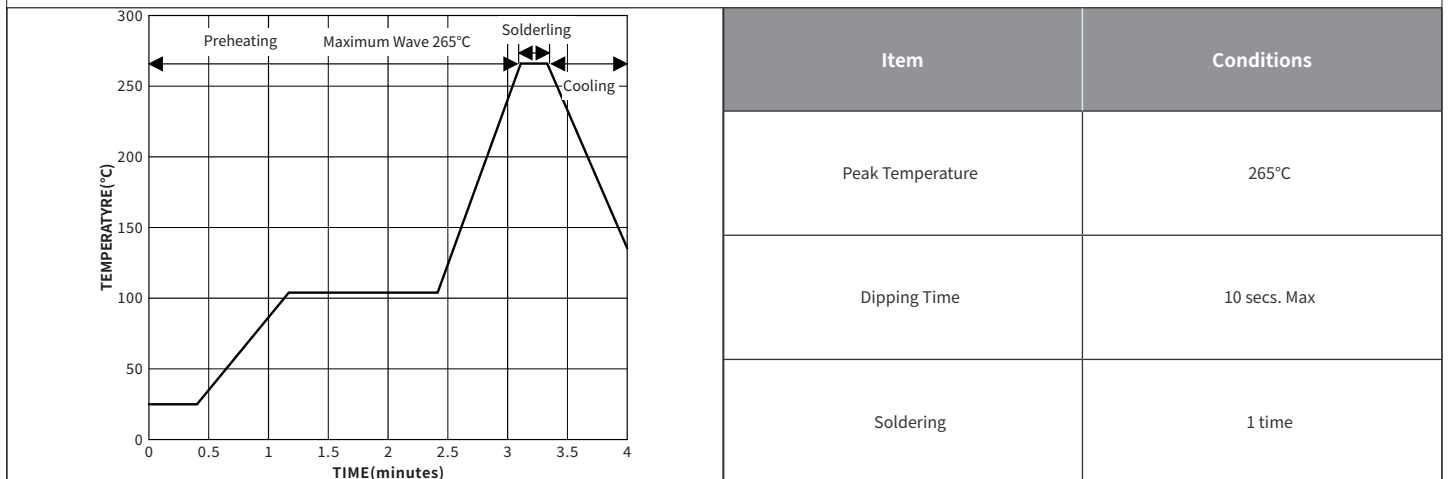 300
250
200
150
100
50
0
TEMPERATYRE(°C)
Preheating
Maximum Wave 265°C
Solderling
Cooling
0 0.5 1 1.5 2 2.5 3 3.5 4
TIME(minutes)
Item Conditions
Peak Temperature 265°C
Dipping Time 10 secs. Max
Soldering 1 time